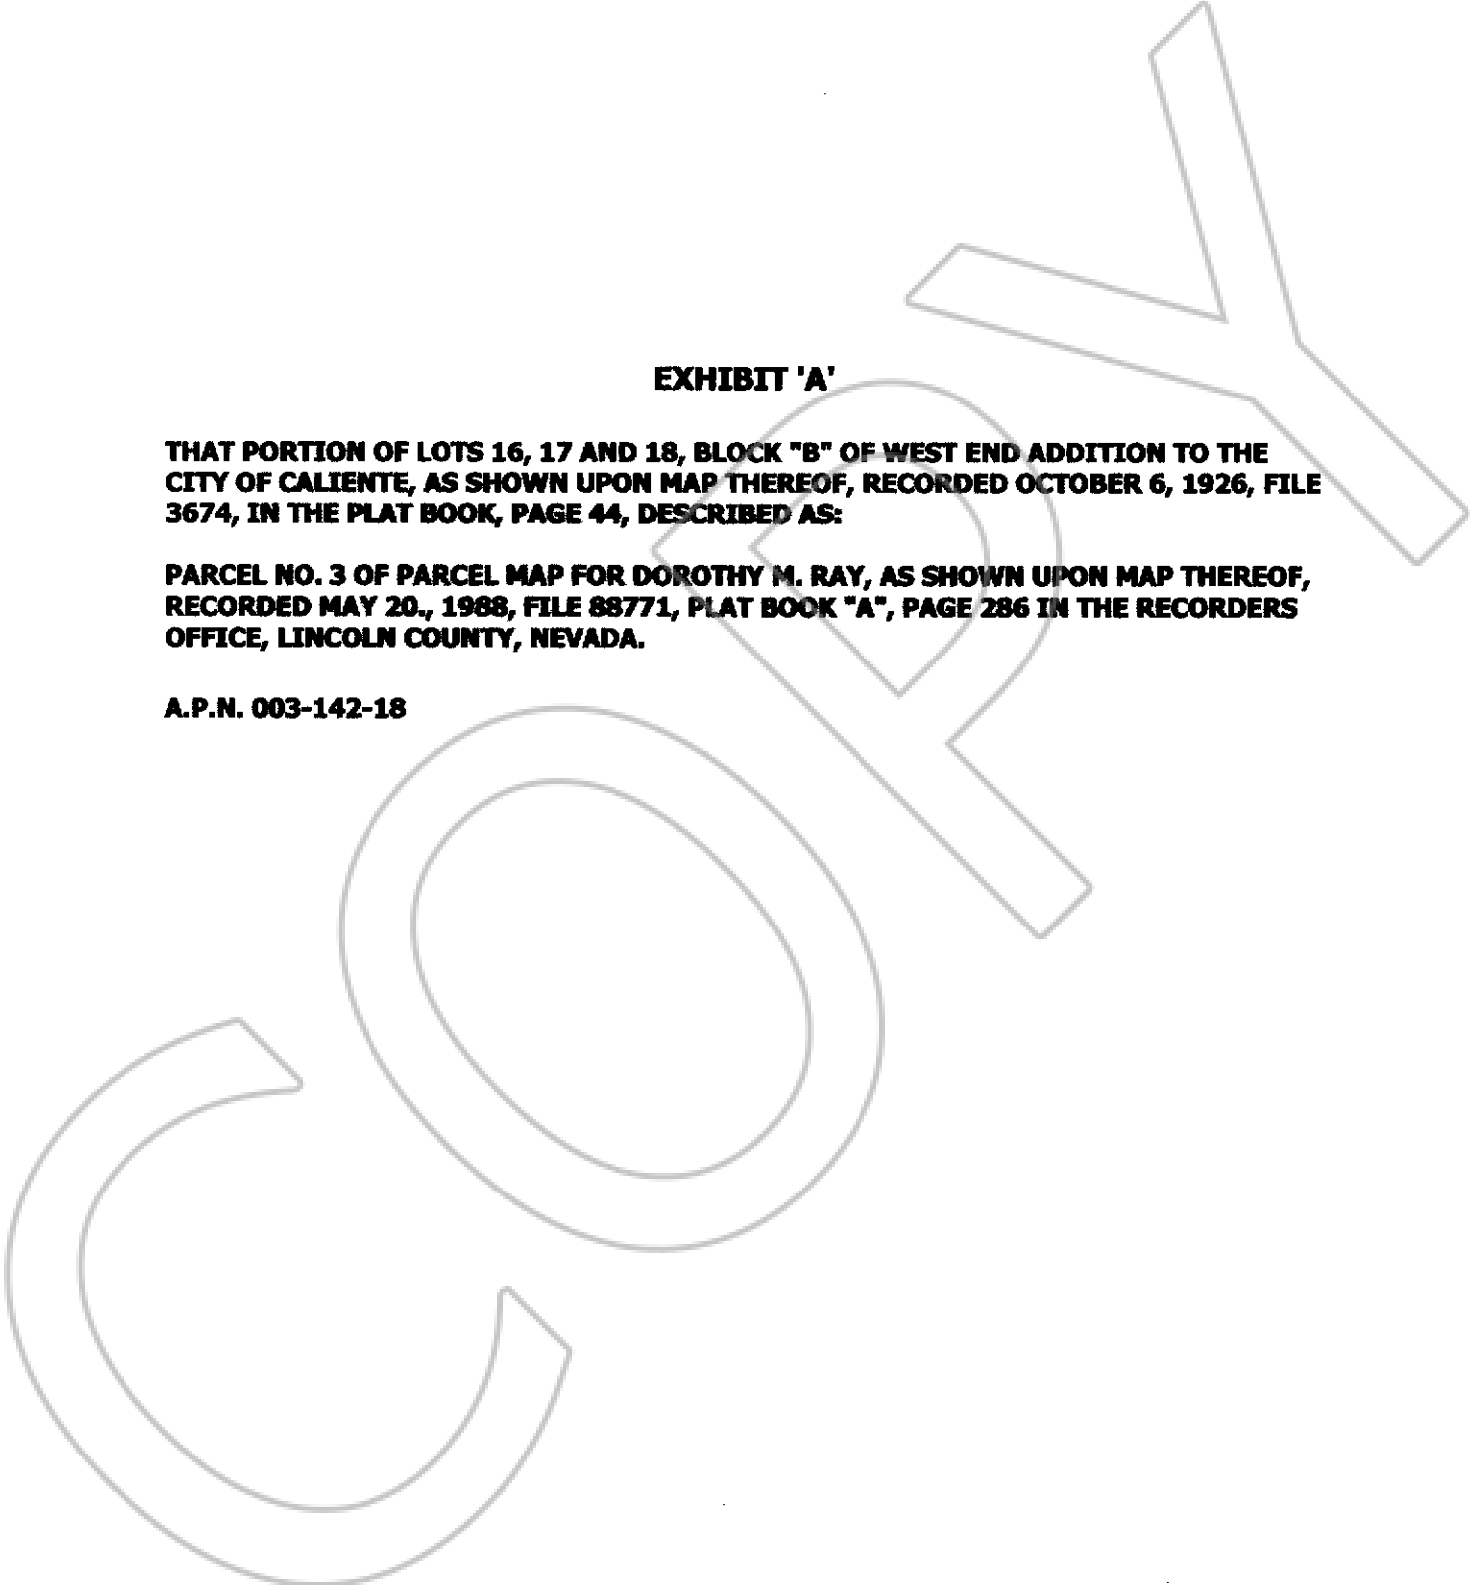 EXHIBIT 'A'
THAT PORTION OF LOTS 16, 17 AND 18, BLOCK "B" OF WEST END ADDITION TO THE
CITY OF CALIENTE, AS SHOWN UPON MAP THEREOF, RECORDED OCTOBER 6, 1926, FILE
3674, IN THE PLAT BOOK, PAGE 44, DESCRIBED AS:
PARCEL NO. 3 OF PARCEL MAP FOR DOROTHY M. RAY, AS SHOWN UPON MAP THEREOF,
RECORDED MAY 20., 1988, FILE 88771, PLAT BOOK "A", PAGE 286 IN THE RECORDERS
OFFICE, LINCOLN COUNTY, NEVADA.
A.P.N. 003-142-18
COPY